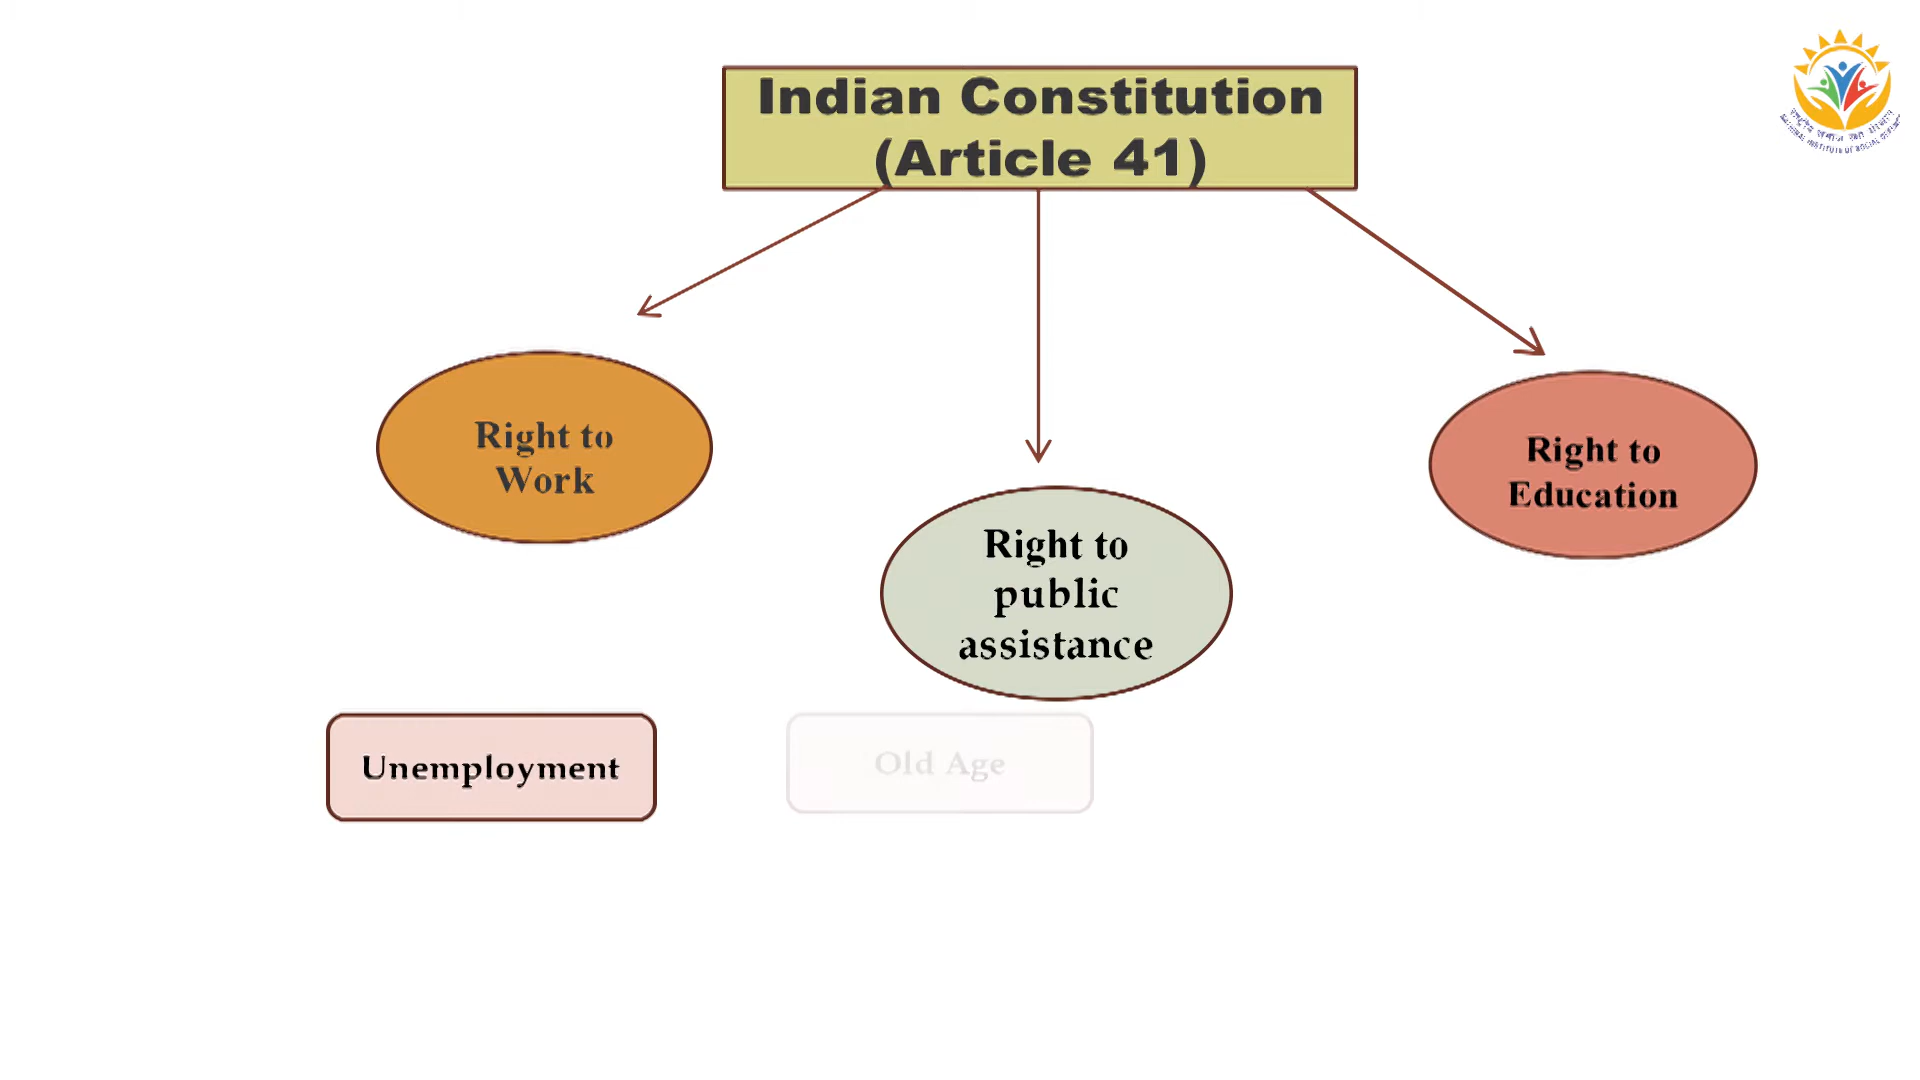 Indian Constitution
(Article 41)
Right to
Work
Right to
Education
Right to
public
assistance
Unemployment
Old Age